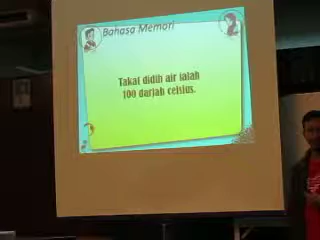 Bahasa Memori
Takat didih air ialah
100 darjah celsius.